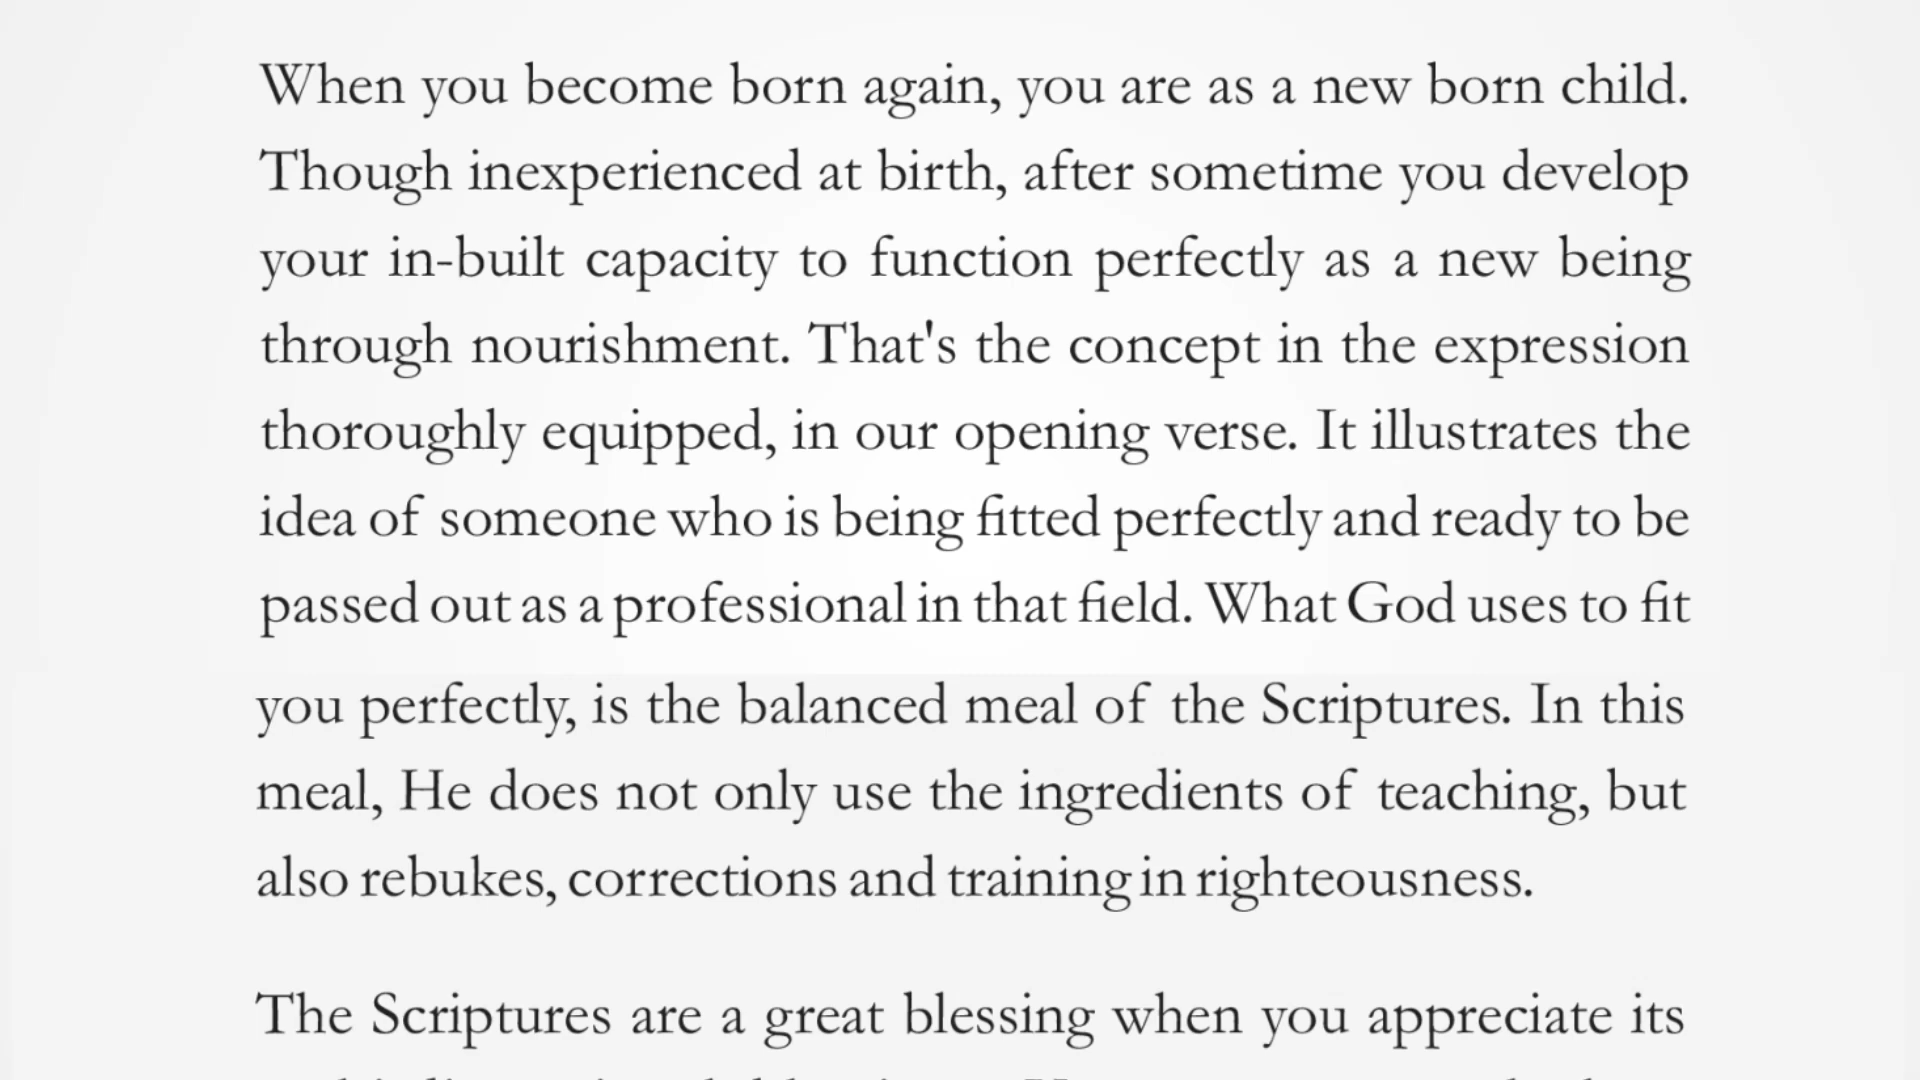 When you become born again, you are as a new born child.
Though inexperienced at birth, after sometime you develop
your in-built capacity to function perfectly as a new being
through nourishment. That's the concept in the expression
thoroughly equipped, in our opening verse. It illustrates the
idea of someone who is being fitted perfectly and ready to be
passed out as a professional in that field. What God uses to fit
you perfectly, is the balanced meal of the Scriptures. In this
meal, He does not only use the ingredients of teaching, but
also rebukes, corrections and training in righteousness.
The Scriptures are a great blessing when you appreciate its